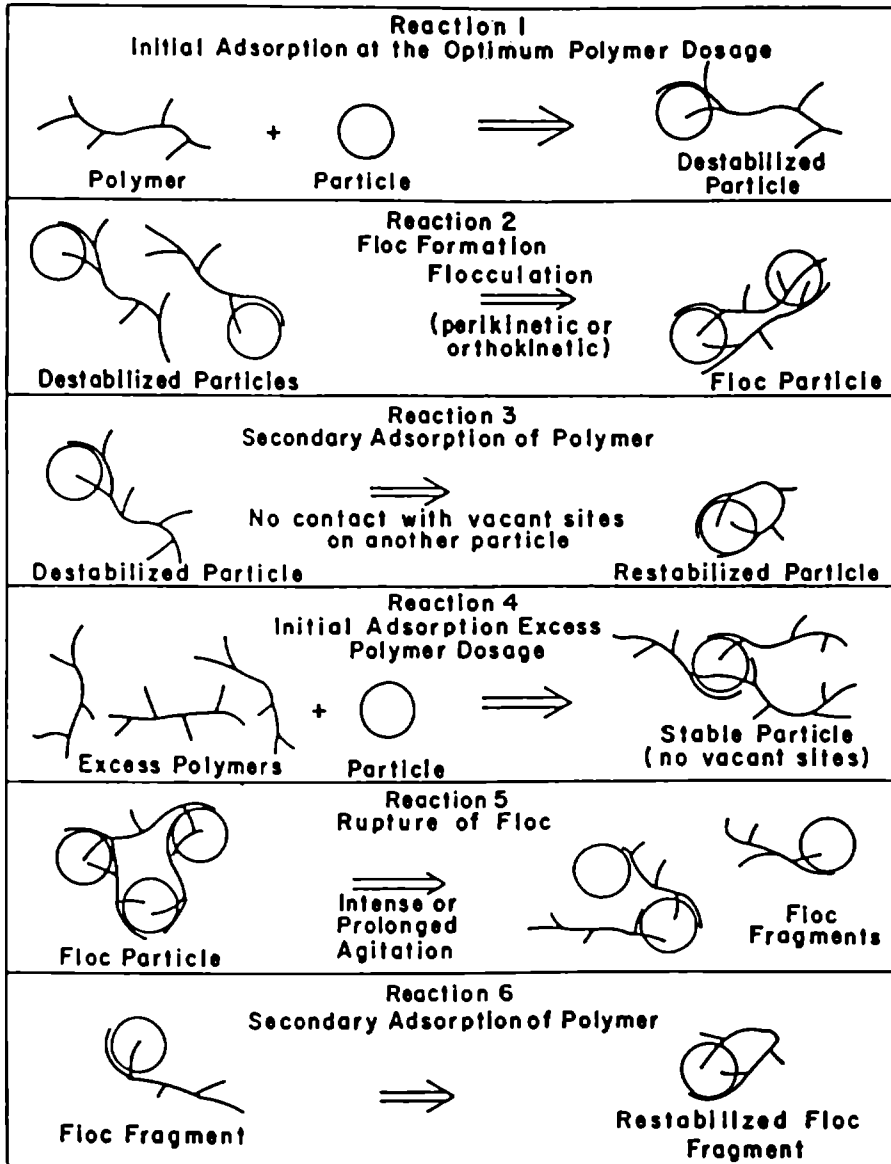 Reaction 1
Initial Adsorption at the Optimum Polymer Dosage
+
Polymer
Particle
Destabilized
Particle
Reaction 2
Floc Formation
Flocculation
(perikinetic or
orthokinetic)
Destabilized Particles
Floc Particle
Reaction 3
Secondary Adsorption of Polymer
No contact with vacant sites
on another particle
Destabilized Particle
Restabilized Particle
Reaction 4
Initial Adsorption Excess
Polymer Dosage
+
Excess Polymers
Particle
Stable Particle
(no vacant sites)
Reaction 5
Rupture of Floc
Intense or
Prolonged
Agitation
Floc Particle
Floc
Fragments
Reaction 6
Secondary Adsorption of Polymer
Floc Fragment
Restabilized Floc
Fragment